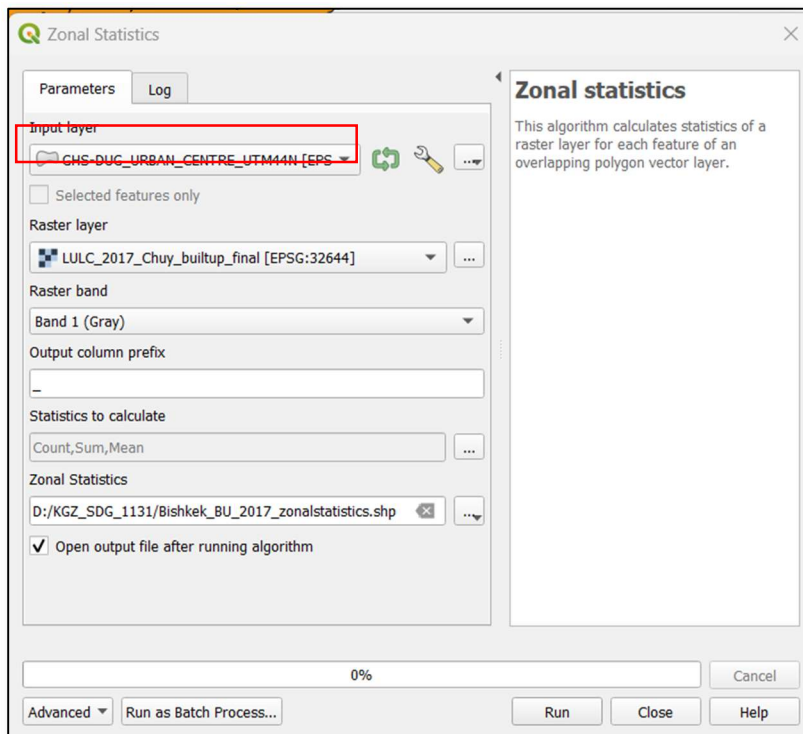 Zonal Statistics
Parameters
Log
Input layer
GHS-DUG_URBAN_CENTRE_UTM44N [EPS
...
Selected features only
Raster layer
LULC_2017_Chuy_builtup_final [EPSG:32644]
...
Raster band
Band 1 (Gray)
Output column prefix
_
Statistics to calculate
Count,Sum,Mean
...
Zonal Statistics
D:/KGZ_SDG_1131/Bishkek_BU_2017_zonalstatistics.shp
...
Open output file after running algorithm
Zonal statistics
This algorithm calculates statistics of a
raster layer for each feature of an
overlapping polygon vector layer.
0%
Cancel
Advanced
Run as Batch Process...
Run
Close
Help